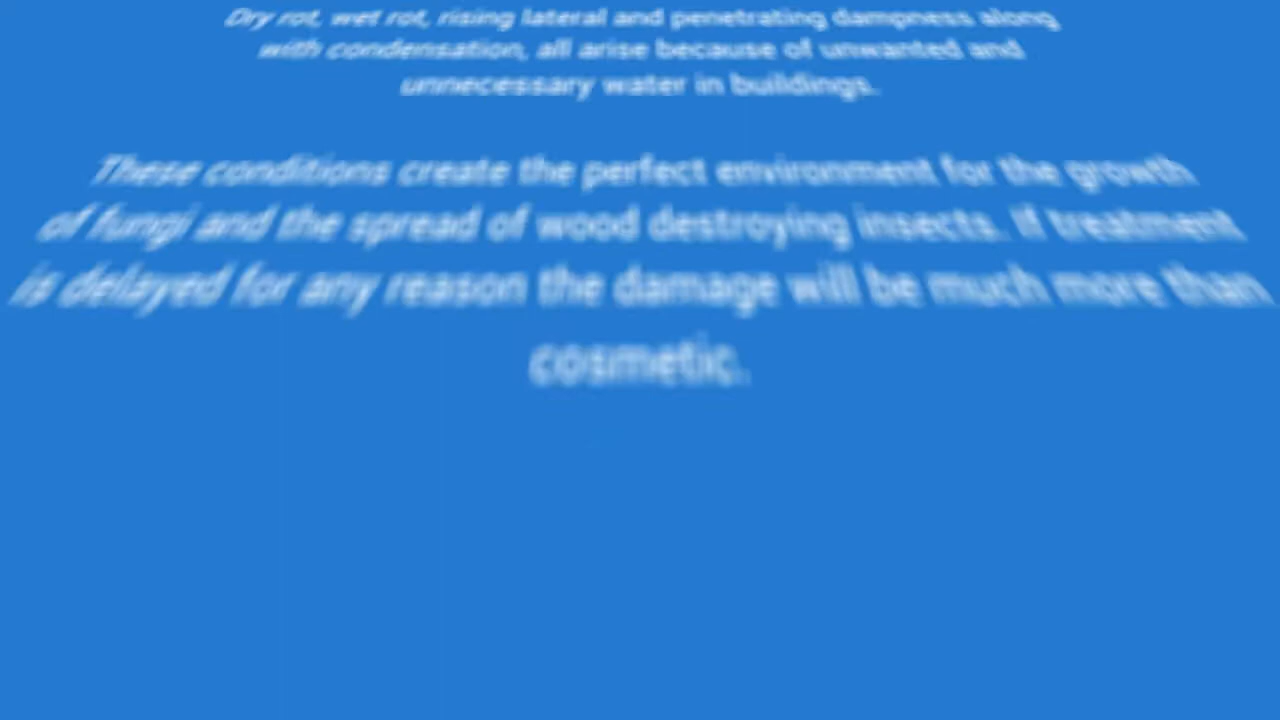 Dry rot, wet rot, rising lateral and penetrating dampness along
with condensation, all arise because of unwanted and
unnecessary water in buildings.
These conditions create the perfect environment for the growth
of fungi and the spread of wood destroying insects. If treatment
is delayed for any reason the damage will be much more than
cosmetic.